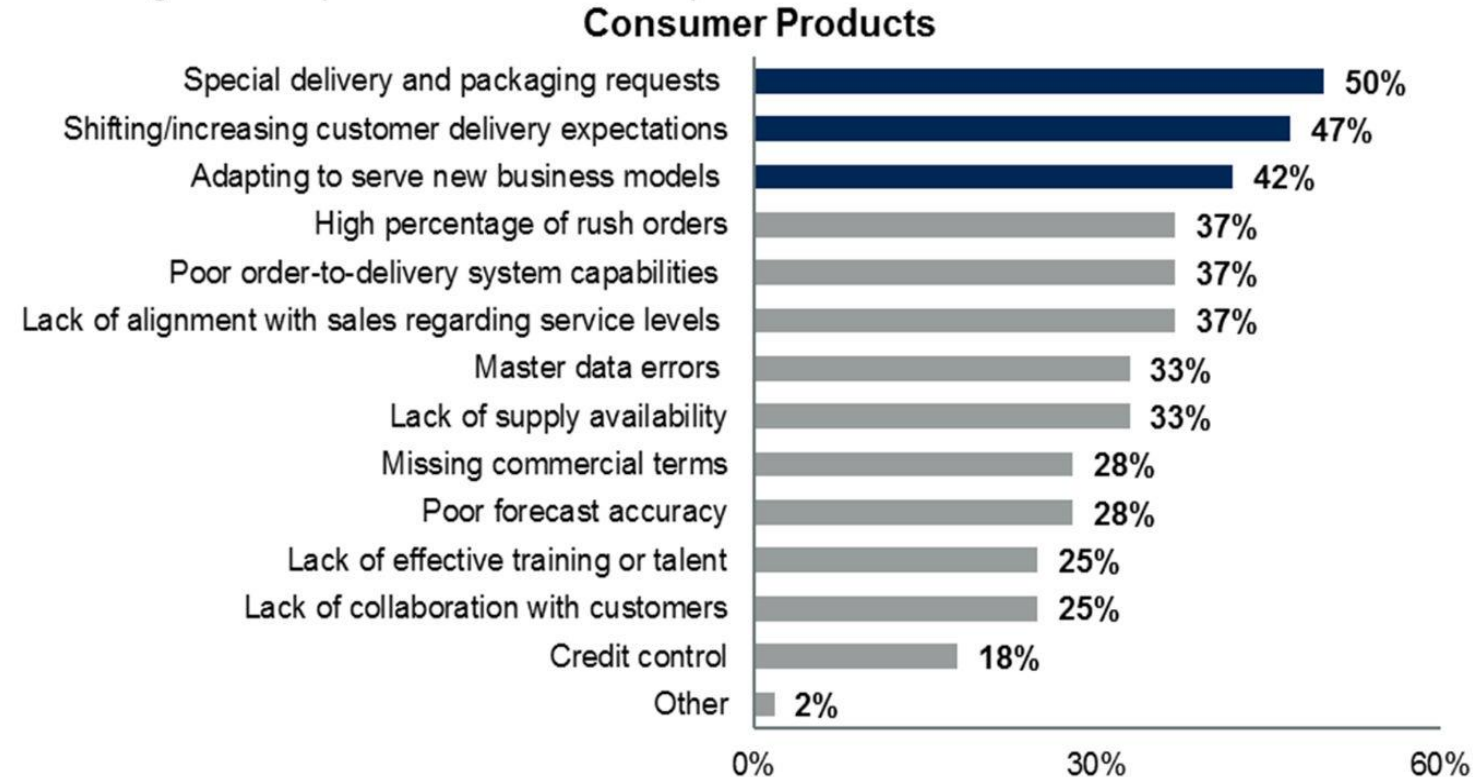 Consumer Products
Special delivery and packaging requests 50%
Shifting/increasing customer delivery expectations 47%
Adapting to serve new business models 42%
High percentage of rush orders 37%
Poor order-to-delivery system capabilities 37%
Lack of alignment with sales regarding service levels 37%
Master data errors 33%
Lack of supply availability 33%
Missing commercial terms 28%
Poor forecast accuracy 28%
Lack of effective training or talent 25%
Lack of collaboration with customers 25%
Credit control 18%
Other 2%
0% 30% 60%